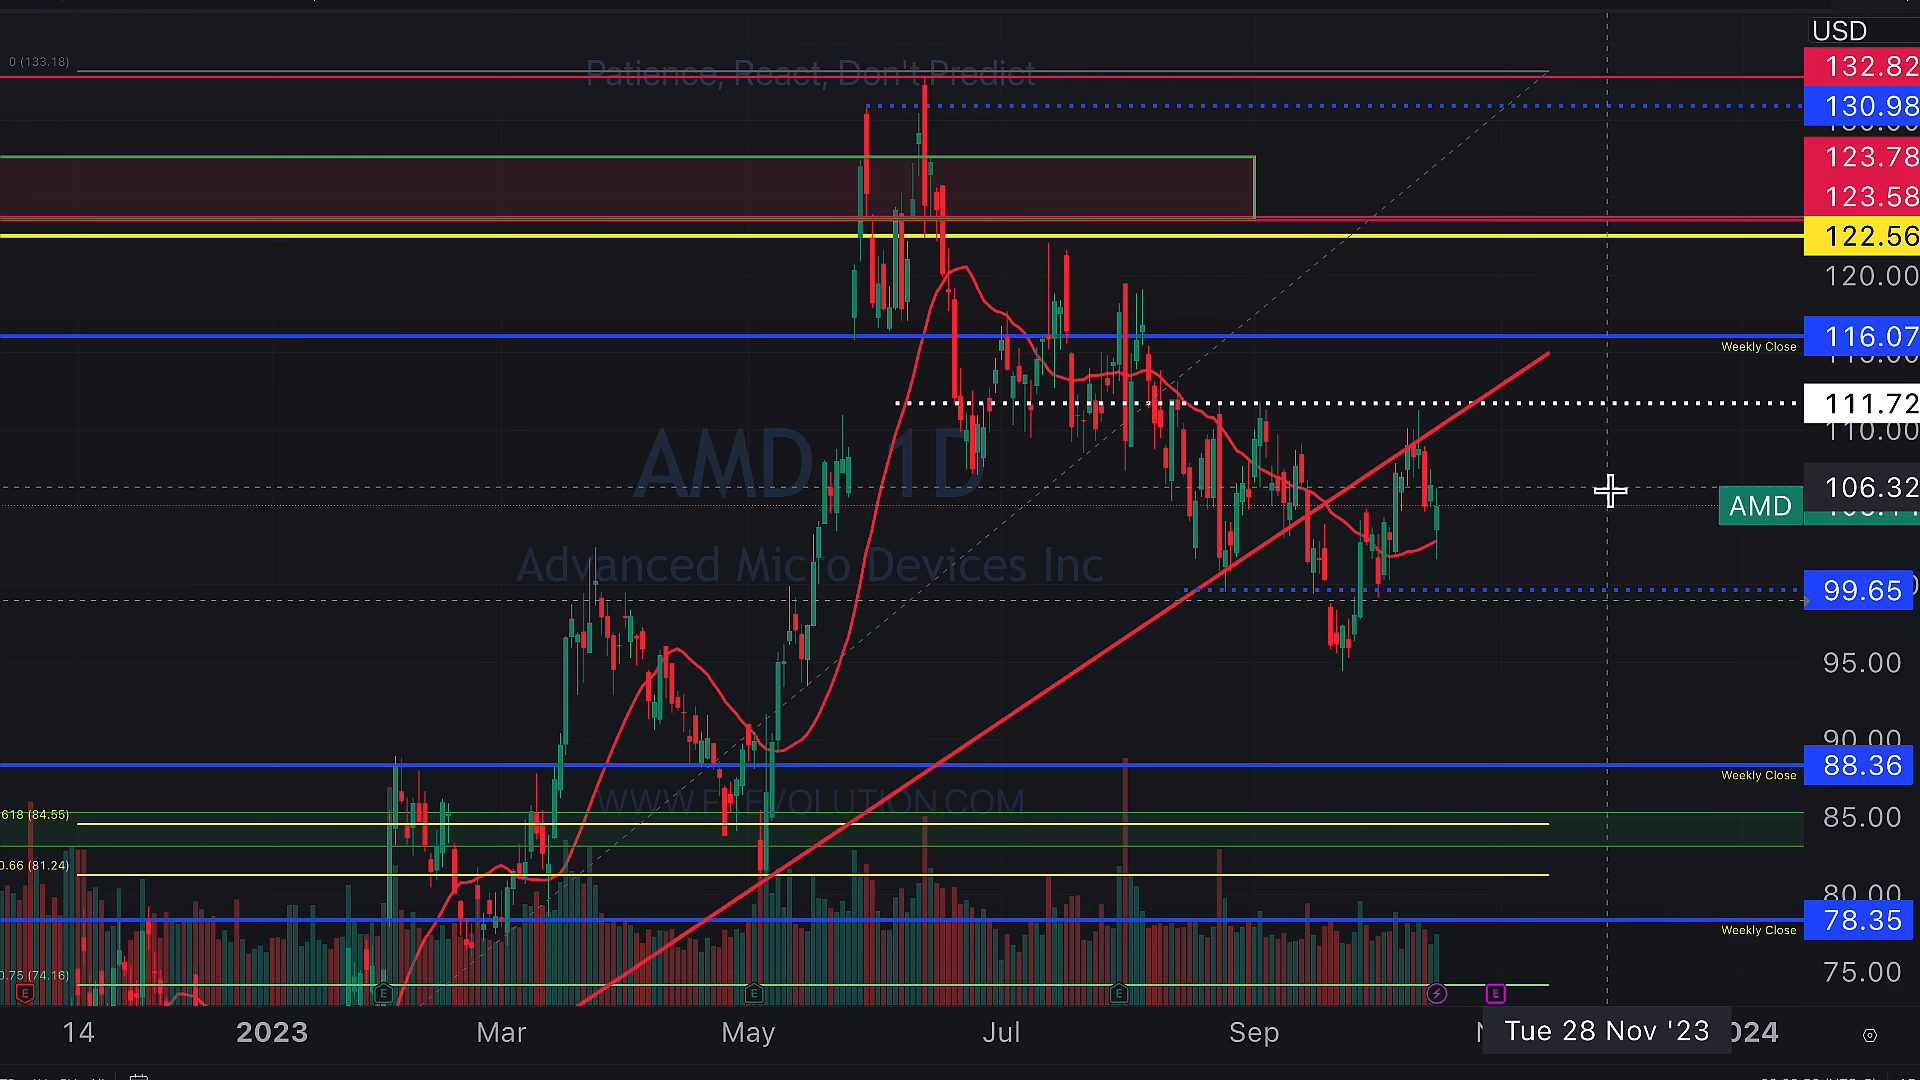 USD
0 (133.18)
Patience, React, Don't Predict
132.82
130.98
123.78
123.58
122.56
120.00
116.07
Weekly Close
111.72
110.00
AMD 1D
106.32
AMD
Advanced Micro Devices Inc
99.65
95.00
90.00
88.36
Weekly Close
618 (84.55)
85.00
0.66 (81.24)
80.00
78.35
Weekly Close
0.75 (74.16)
75.00
E
E
E
E
E
14
2023
Mar
May
Jul
Sep
Tue 28 Nov '23